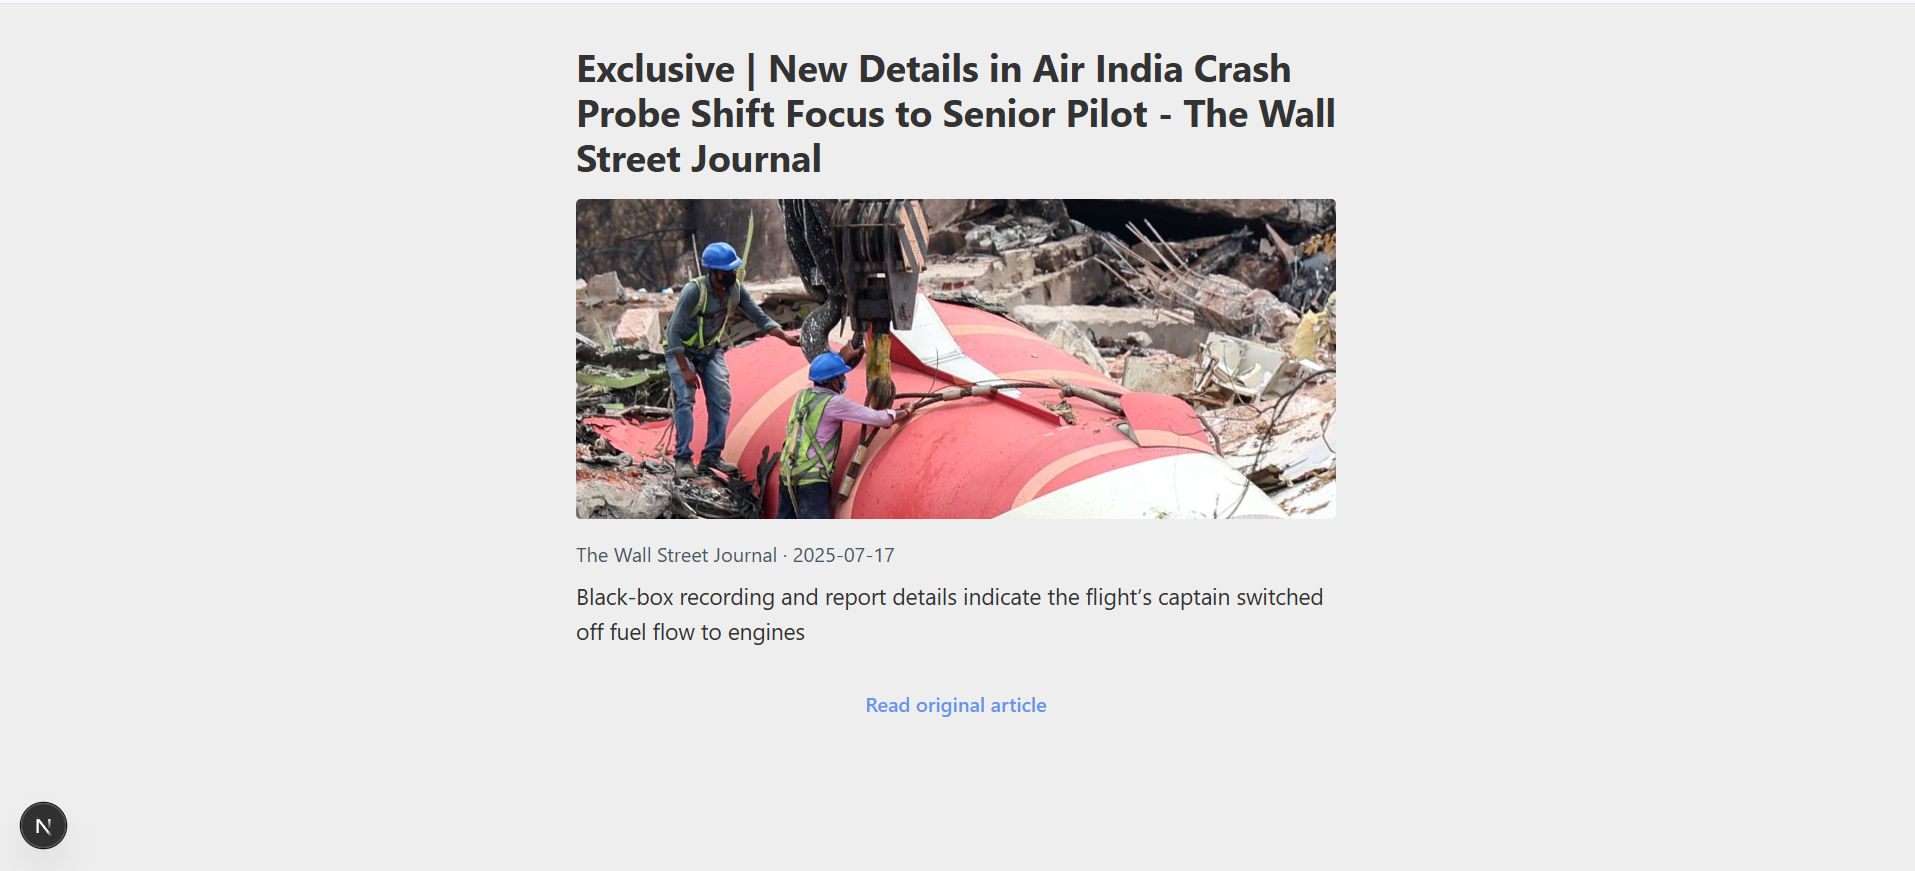 Exclusive | New Details in Air India Crash
Probe Shift Focus to Senior Pilot - The Wall
Street Journal
The Wall Street Journal · 2025-07-17
Black-box recording and report details indicate the flight’s captain switched
off fuel flow to engines
Read original article
N